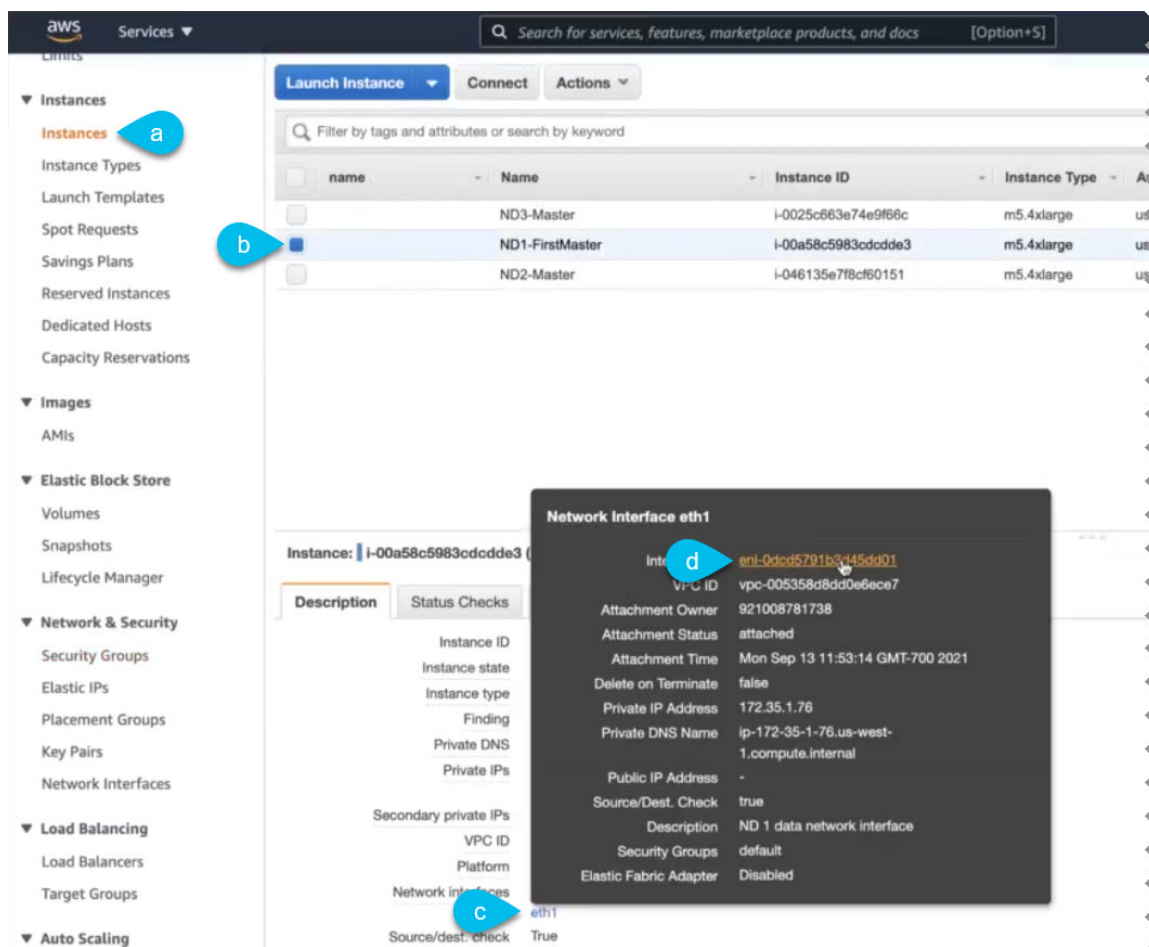 aws
Services ▼
Search for services, features, marketplace products, and docs [Option+S]
Limits
▼ Instances
Instances
a
Instance Types
Launch Templates
Spot Requests
Savings Plans
Reserved Instances
Dedicated Hosts
Capacity Reservations
▼ Images
AMIs
▼ Elastic Block Store
Volumes
Snapshots
Lifecycle Manager
▼ Network & Security
Security Groups
Elastic IPs
Placement Groups
Key Pairs
Network Interfaces
▼ Load Balancing
Load Balancers
Target Groups
▼ Auto Scaling
Launch Instance Connect Actions
Filter by tags and attributes or search by keyword
name Name Instance ID Instance Type
ND3-Master i-0025c663e74e9f66c m5.4xlarge us
b
ND1-FirstMaster i-00a58c5983cdcdde3 m5.4xlarge us
ND2-Master i-046135e7f8cf60151 m5.4xlarge us
Instance: i-00a58c5983cdcdde3 (
Description Status Checks
Instance ID
Instance state
Instance type
Finding
Private DNS
Private IPs
Secondary private IPs
VPC ID
Platform
Network interfaces
c
eth1
Source/dest. check True
Network Interface eth1
d
eni-0dcd5791b3d45dd01
VPC ID vpc-005358d8dd0e6ece7
Attachment Owner 921008781738
Attachment Status attached
Attachment Time Mon Sep 13 11:53:14 GMT-700 2021
Delete on Terminate false
Private IP Address 172.35.1.76
Private DNS Name ip-172-35-1-76.us-west-
1.compute.internal
Public IP Address -
Source/Dest. Check true
Description ND 1 data network interface
Security Groups default
Elastic Fabric Adapter Disabled